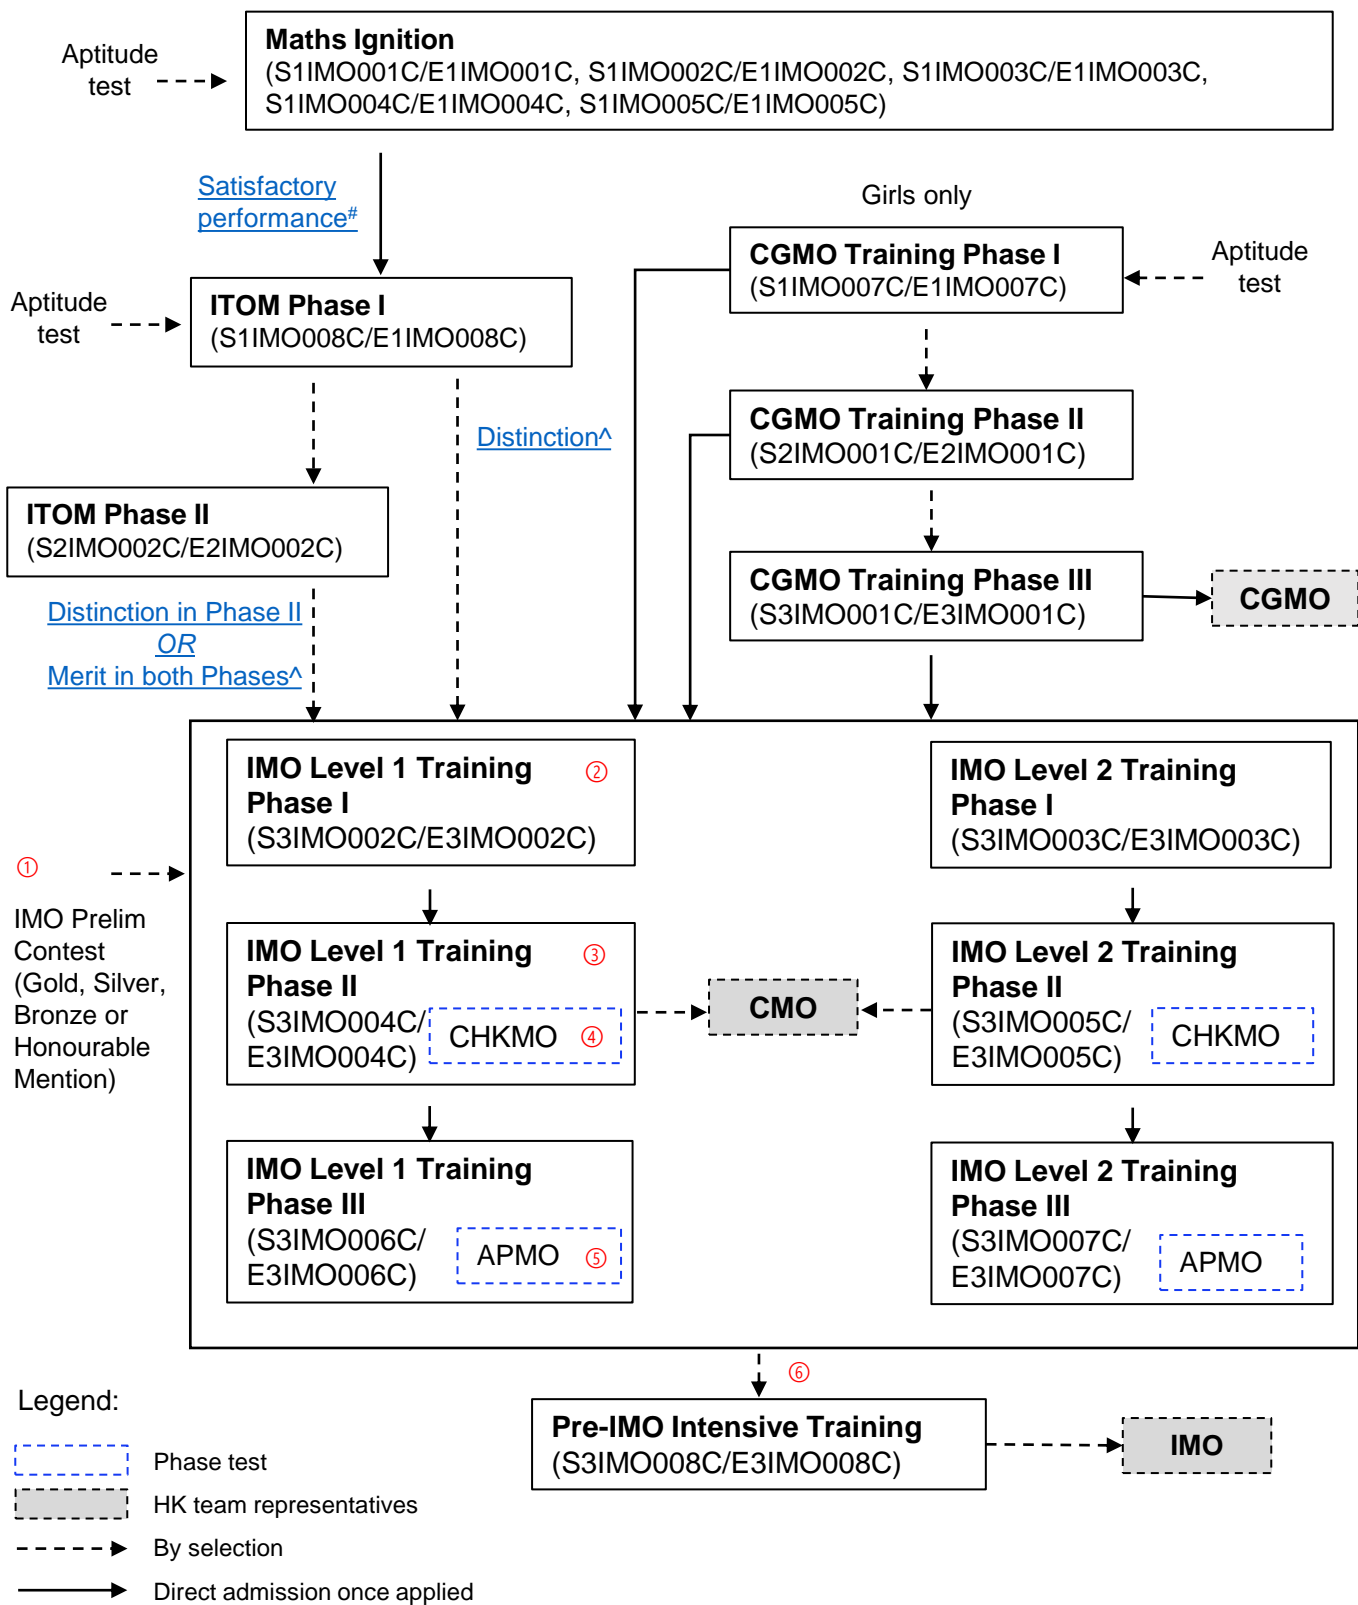 Maths Ignition
(S1IMO001C/E1IMO001C, S1IMO002C/E1IMO002C, S1IMO003C/E1IMO003C,
S1IMO004C/E1IMO004C, S1IMO005C/E1IMO005C)
Aptitude
test
Satisfactory
performance#
Girls only
CGMO Training Phase I
(S1IMO007C/E1IMO007C)
Aptitude
test
ITOM Phase I
(S1IMO008C/E1IMO008C)
Aptitude
test
CGMO Training Phase II
(S2IMO001C/E2IMO001C)
Distinction^
ITOM Phase II
(S2IMO002C/E2IMO002C)
CGMO Training Phase III
(S3IMO001C/E3IMO001C)
CGMO
Distinction in Phase II
OR
Merit in both Phases^
IMO Level 1 Training ②
Phase I
(S3IMO002C/E3IMO002C)
IMO Level 2 Training
Phase I
(S3IMO003C/E3IMO003C)
①
IMO Prelim
Contest
(Gold, Silver,
Bronze or
Honourable
Mention)
IMO Level 1 Training ③
Phase II
(S3IMO004C/
E3IMO004C)
CHKMO ④
CMO
IMO Level 2 Training
Phase II
(S3IMO005C/
E3IMO005C)
CHKMO
IMO Level 1 Training
Phase III
(S3IMO006C/
E3IMO006C)
APMO ⑤
IMO Level 2 Training
Phase III
(S3IMO007C/
E3IMO007C)
APMO
⑥
Pre-IMO Intensive Training
(S3IMO008C/E3IMO008C)
IMO
Legend:
Phase test
HK team representatives
By selection
Direct admission once applied